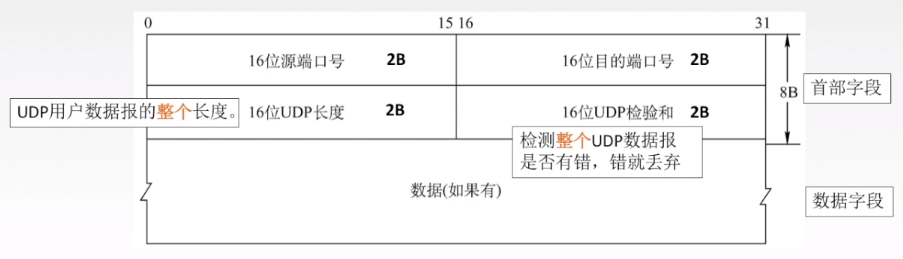 0 15 16 31
16位源端口号 2B 16位目的端口号 2B
8B
首部字段
UDP用户数据报的整个长度。
16位UDP长度 2B 16位UDP检验和 2B
检测整个UDP数据报
是否有错，错就丢弃
数据(如果有)
数据字段